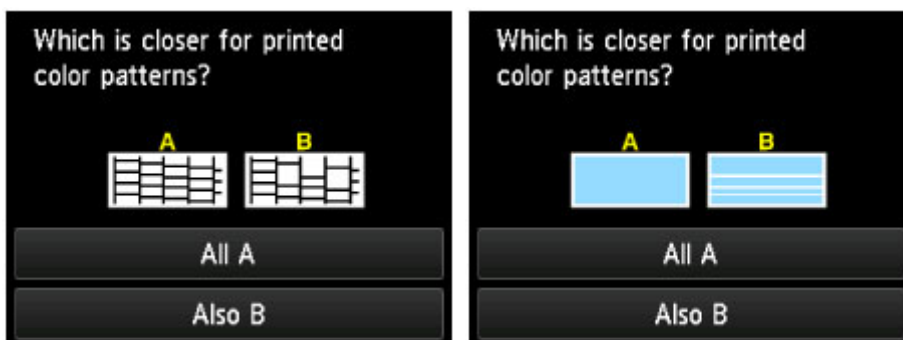 Which is closer for printed
color patterns?
A B
All A
Also B
Which is closer for printed
color patterns?
A B
All A
Also B